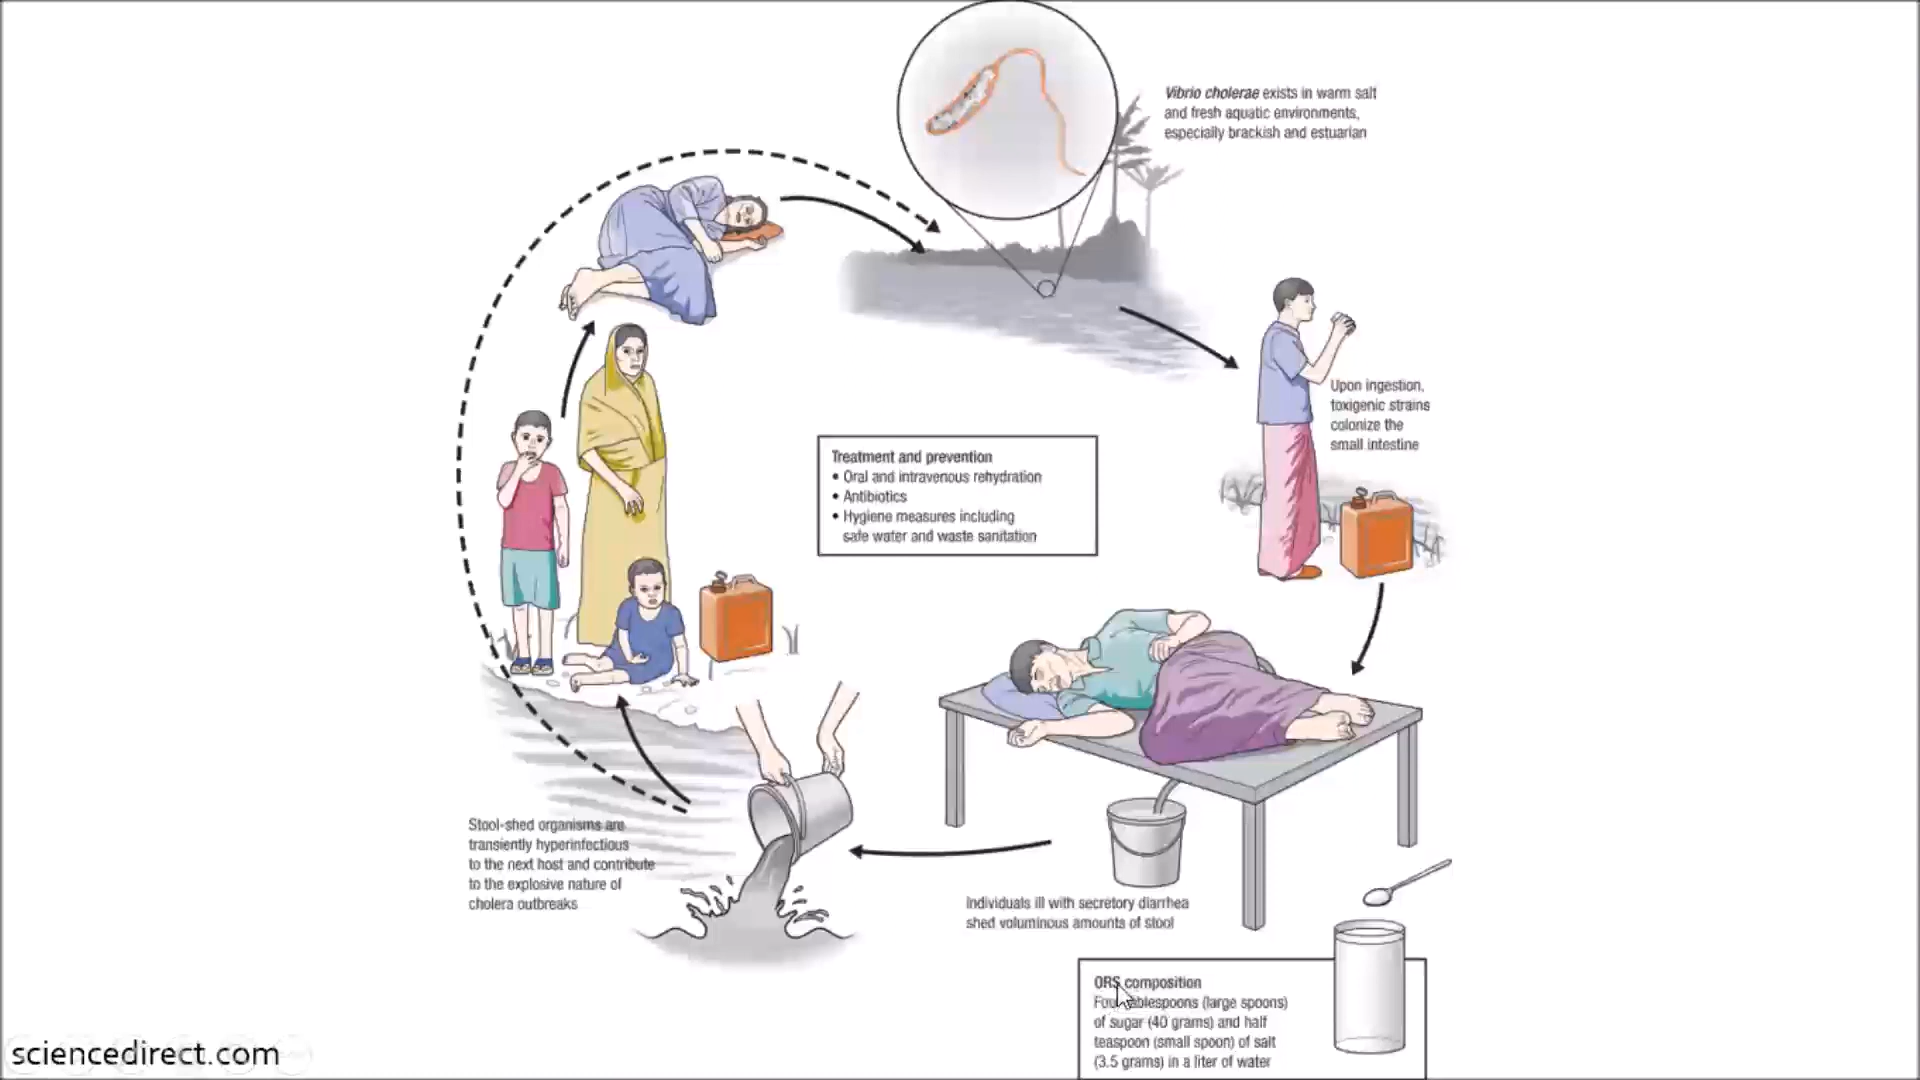 Vibrio cholerae exists in warm salt
and fresh aquatic environments,
especially brackish and estuarian
Upon ingestion,
toxigenic strains
colonize the
small intestine
Treatment and prevention
• Oral and intravenous rehydration
• Antibiotics
• Hygiene measures including
safe water and waste sanitation
Stool-shed organisms are
transiently hyperinfectious
to the next host and contribute
to the explosive nature of
cholera outbreaks
Individuals ill with secretory diarrhea
shed voluminous amounts of stool
ORS composition
Four tablespoons (large spoons)
of sugar (40 grams) and half
teaspoon (small spoon) of salt
(3.5 grams) in a liter of water
sciencedirect.com